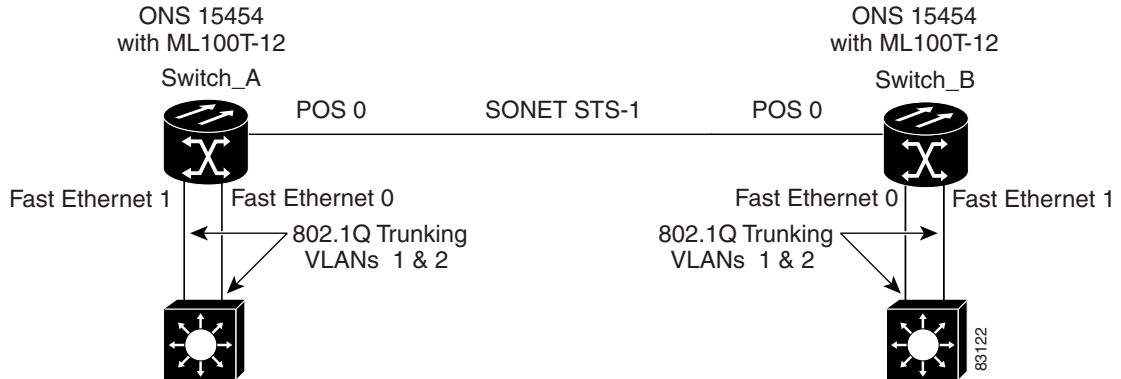 ONS 15454
with ML100T-12
Switch_A
ONS 15454
with ML100T-12
Switch_B
POS 0
SONET STS-1
POS 0
Fast Ethernet 1
Fast Ethernet 0
Fast Ethernet 0
Fast Ethernet 1
802.1Q Trunking
VLANs 1 & 2
802.1Q Trunking
VLANs 1 & 2
83122